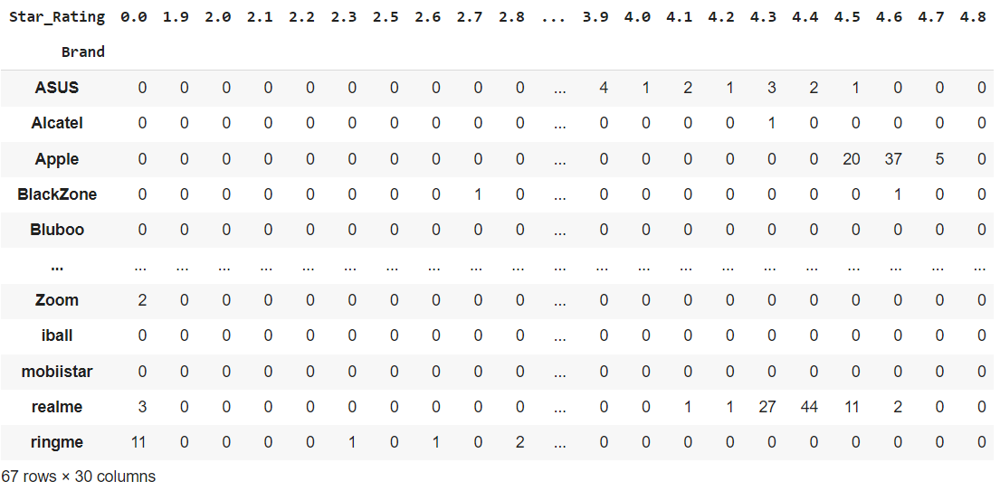 Star_Rating 0.0 1.9 2.0 2.1 2.2 2.3 2.5 2.6 2.7 2.8 ... 3.9 4.0 4.1 4.2 4.3 4.4 4.5 4.6 4.7 4.8
Brand
ASUS 0 0 0 0 0 0 0 0 0 0 ... 4 1 2 1 3 2 1 0 0 0
Alcatel 0 0 0 0 0 0 0 0 0 0 ... 0 0 0 0 1 0 0 0 0 0
Apple 0 0 0 0 0 0 0 0 0 0 ... 0 0 0 0 0 0 20 37 5 0
BlackZone 0 0 0 0 0 0 0 0 1 0 ... 0 0 0 0 0 0 0 1 0 0
Bluboo 0 0 0 0 0 0 0 0 0 0 ... 0 0 0 0 0 0 0 0 0 0
... ... ... ... ... ... ... ... ... ... ... ... ... ... ... ... ... ... ... ... ... ...
Zoom 2 0 0 0 0 0 0 0 0 0 ... 0 0 0 0 0 0 0 0 0 0
iball 0 0 0 0 0 0 0 0 0 0 ... 0 0 0 0 0 0 0 0 0 0
mobiistar 0 0 0 0 0 0 0 0 0 0 ... 0 0 0 0 0 0 0 0 0 0
realme 3 0 0 0 0 0 0 0 0 0 ... 0 0 1 1 27 44 11 2 0 0
ringme 11 0 0 0 0 1 0 1 0 2 ... 0 0 0 0 0 0 0 0 0 0
67 rows × 30 columns